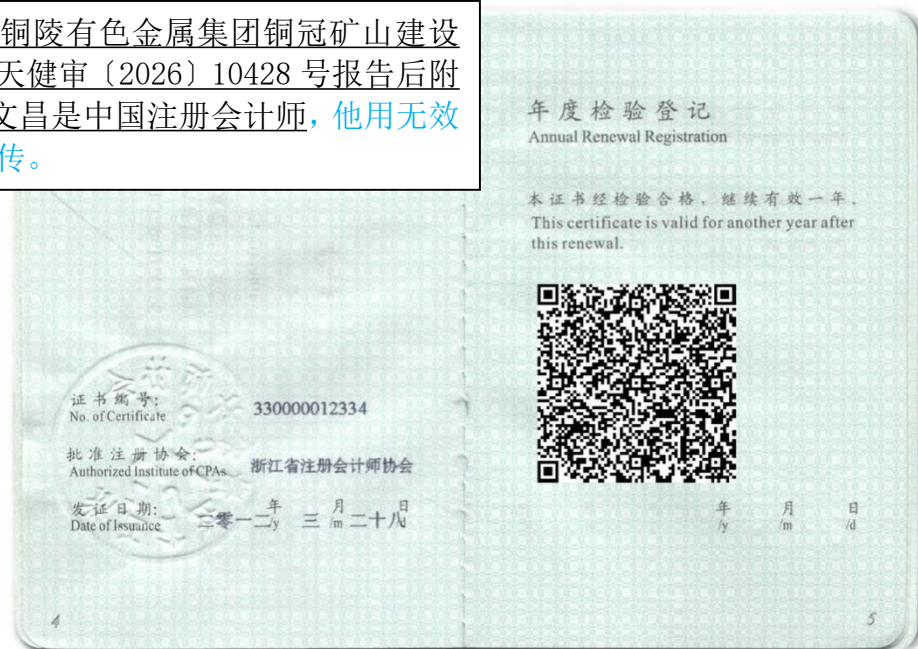 铜陵有色金属集团铜冠矿山建设
天健审〔2026〕10428 号报告后附
文昌是中国注册会计师，他用无效
传。
年度检验登记
Annual Renewal Registration
本证书经检验合格，继续有效一年。
This certificate is valid for another year after
this renewal.
证书编号:
No. of Certificate
330000012334
批准注册协会:
Authorized Institute of CPAs
浙江省注册会计师协会
发证日期:
Date of Issuance
二零一二年/y 三月/m 二十八日/d
年/y 月/m 日/d
4
5